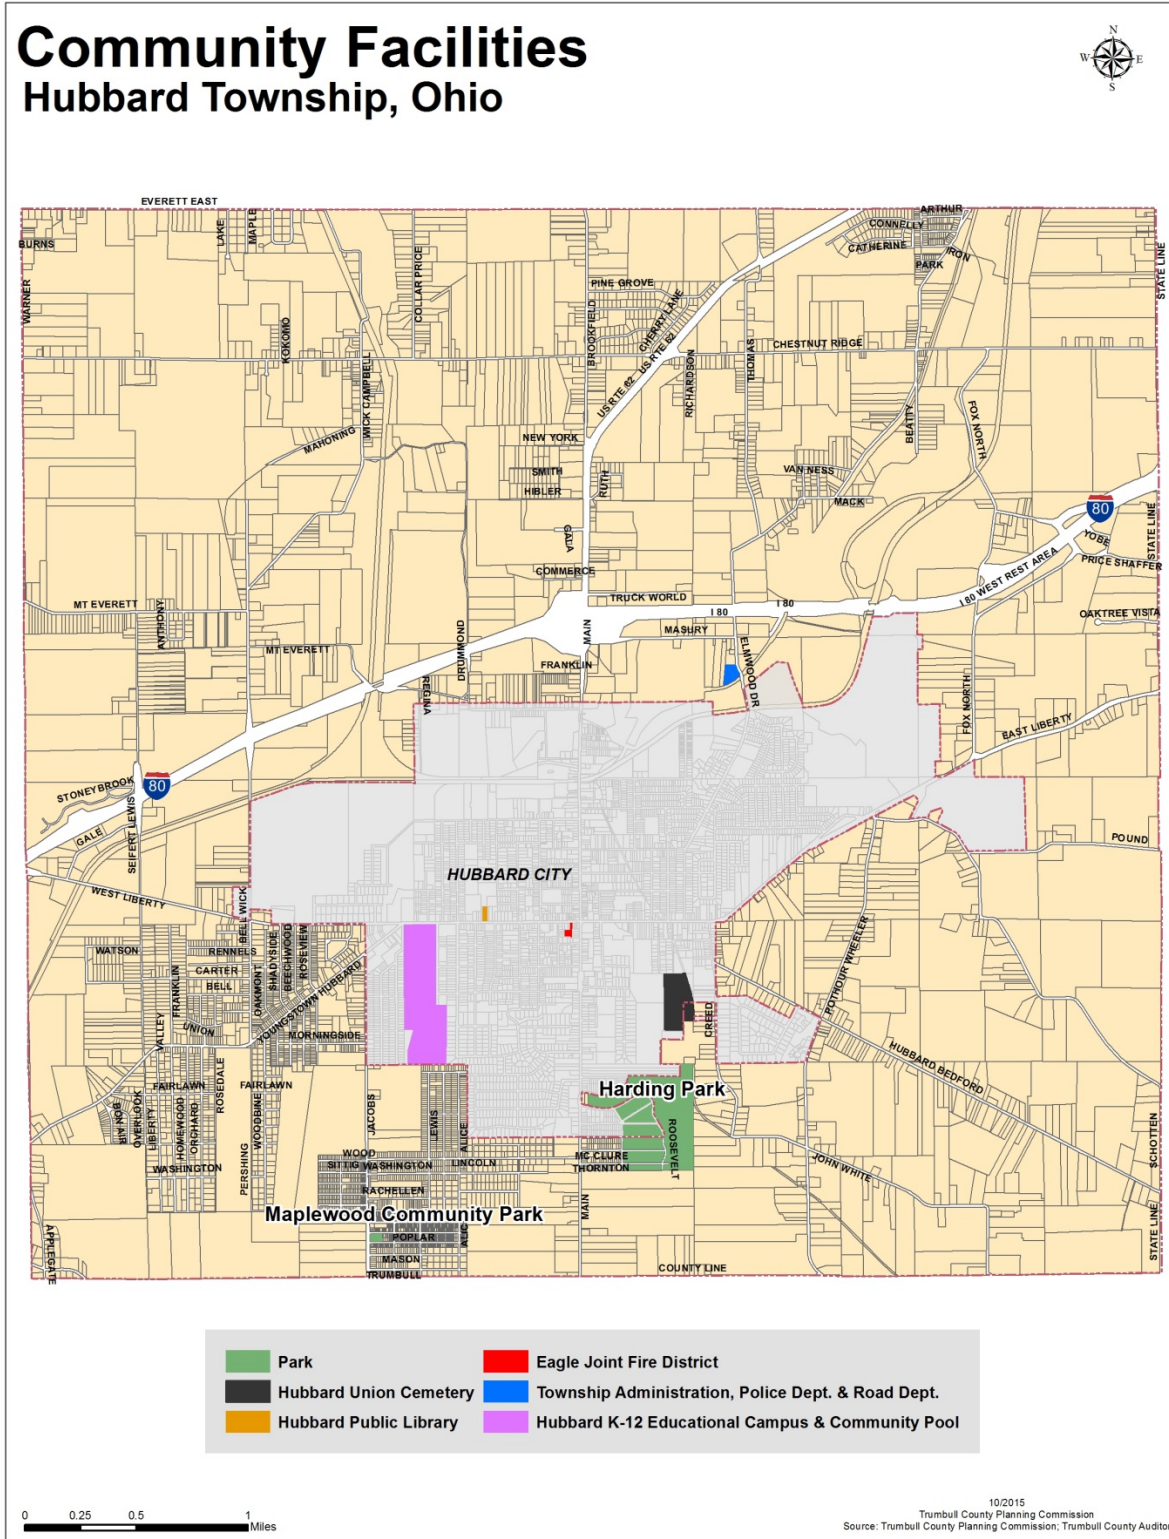 Community Facilities
Hubbard Township, Ohio
N
W
E
S
EVERETT EAST
BURNS
LAKE
MAPLE
WARNER
COLLAR PRICE
KOKOMO
WICK CAMPBELL
MAHONING
PINE GROVE
BROOKFIELD
CHERRY LANE
US RTE 62
US RTE 62
RICHARDSON
THOMAS
CHESTNUT RIDGE
ARTHUR
CONNELLY
CATHERINE
PARK
IRON
STATE LINE
BEATTY
FOX NORTH
NEW YORK
SMITH
HIBLER
RUTH
GALA
COMMERCE
VAN NESS
MACK
80
YOBE
STATE LINE
PRICE SHAFFER
I 80 WEST REST AREA
OAKTREE VISTA
TRUCK WORLD
I 80
I 80
MASURY
MAIN
FRANKLIN
ELMWOOD DR
MT EVERETT
ANTHONY
MT EVERETT
DRUMMOND
REGINA
FOX NORTH
EAST LIBERTY
STONEYBROOK
80
GALE
SEIFERT LEWIS
POUND
HUBBARD CITY
WEST LIBERTY
BELL WICK
WATSON
RENNELS
CARTER
BELL
FRANKLIN
OAKMONT
SHADYSIDE
BEECHWOOD
ROSEVIEW
YOUNGSTOWN HUBBARD
UNION
VALLEY
MORNINGSIDE
POTHOUR WHEELER
CREED
HUBBARD BEDFORD
FAIRLAWN
FAIRLAWN
ROSEDALE
WOODBINE
BON AIR
OVERLOOK
LIBERTY
HOMEWOOD
ORCHARD
WASHINGTON
PERSHING
JACOBS
LEWIS
ALICE
Harding Park
ROOSEVELT
WOOD
SITTIG
WASHINGTON
LINCOLN
MC CLURE
THORNTON
RACHELLEN
JOHN WHITE
SCHOTTEN
Maplewood Community Park
MAIN
POPLAR
MASON
TRUMBULL
COUNTY LINE
STATE LINE
APPLEGATE
Park
Eagle Joint Fire District
Hubbard Union Cemetery
Township Administration, Police Dept. & Road Dept.
Hubbard Public Library
Hubbard K-12 Educational Campus & Community Pool
0 0.25 0.5 1
Miles
10/2015
Trumbull County Planning Commission
Source: Trumbull County Planning Commission; Trumbull County Auditor